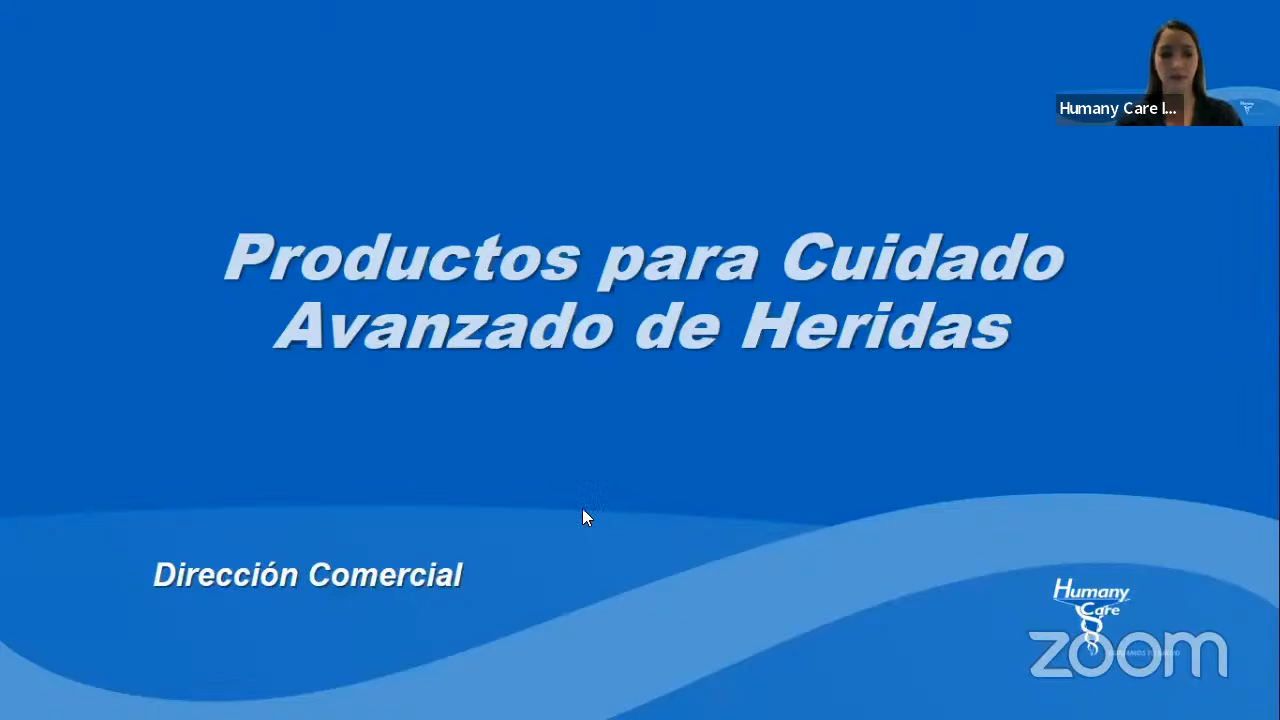 Humany Care I...
Productos para Cuidado
Avanzado de Heridas
Dirección Comercial
Humany
Care
zoom